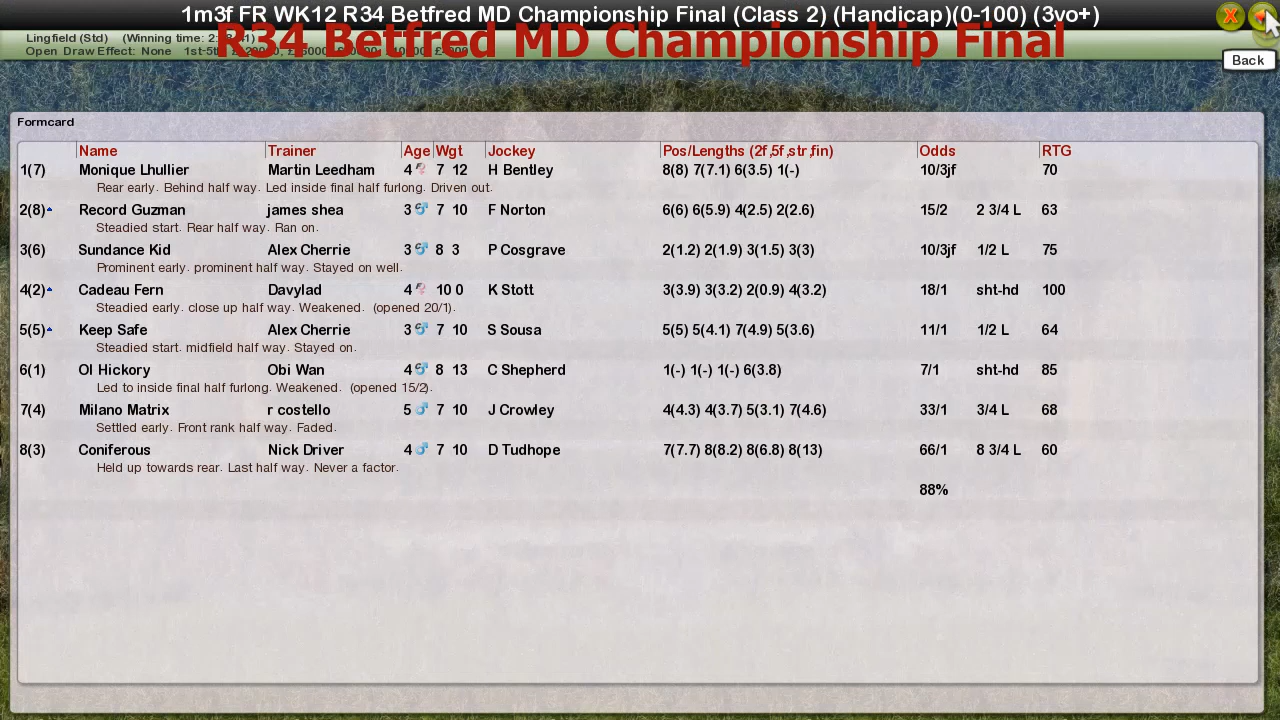 1m3f FR WK12 R34 Betfred MD Championship Final (Class 2) (Handicap)(0-100) (3yo+)
R34 Betfred MD Championship Final
Lingfield (Std) (Winning time:
Open Draw Effect: None 1st-5th
Back
Formcard
Name Trainer Age Wgt Jockey Pos/Lengths (2f,5f,str,fin) Odds RTG
1(7) Monique Lhullier Martin Leedham 4 7 12 H Bentley 8(8) 7(7.1) 6(3.5) 1(-) 10/3jf 70
Rear early. Behind half way. Led inside final half furlong. Driven out.
2(8) Record Guzman james shea 3 7 10 F Norton 6(6) 6(5.9) 4(2.5) 2(2.6) 15/2 2 3/4 L 63
Steadied start. Rear half way. Ran on.
3(6) Sundance Kid Alex Cherrie 3 8 3 P Cosgrave 2(1.2) 2(1.9) 3(1.5) 3(3) 10/3jf 1/2 L 75
Prominent early. prominent half way. Stayed on well.
4(2) Cadeau Fern Davylad 4 10 0 K Stott 3(3.9) 3(3.2) 2(0.9) 4(3.2) 18/1 sht-hd 100
Steadied early. close up half way. Weakened. (opened 20/1).
5(5) Keep Safe Alex Cherrie 3 7 10 S Sousa 5(5) 5(4.1) 7(4.9) 5(3.6) 11/1 1/2 L 64
Steadied start. midfield half way. Stayed on.
6(1) Ol Hickory Obi Wan 4 8 13 C Shepherd 1(-) 1(-) 1(-) 6(3.8) 7/1 sht-hd 85
Led to inside final half furlong. Weakened. (opened 15/2).
7(4) Milano Matrix r costello 5 7 10 J Crowley 4(4.3) 4(3.7) 5(3.1) 7(4.6) 33/1 3/4 L 68
Settled early. Front rank half way. Faded.
8(3) Coniferous Nick Driver 4 7 10 D Tudhope 7(7.7) 8(8.2) 8(6.8) 8(13) 66/1 8 3/4 L 60
Held up towards rear. Last half way. Never a factor.
88%